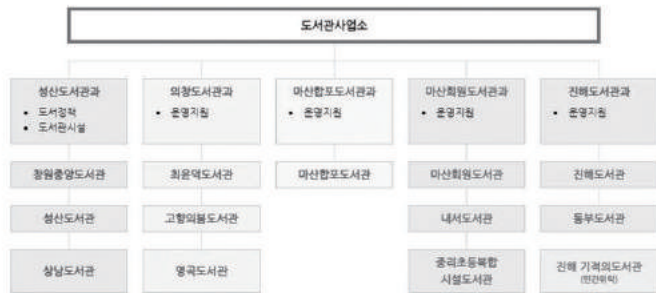 도서관사업소
성산도서관과
• 도서정책
• 도서관시설
의창도서관과
• 운영지원
마산합포도서관과
• 운영지원
마산회원도서관과
• 운영지원
진해도서관과
• 운영지원
창원중앙도서관
최윤덕도서관
마산합포도서관
마산회원도서관
진해도서관
성산도서관
고향의봄도서관
내서도서관
동부도서관
상남도서관
명곡도서관
중리초등복합
시설도서관
진해 기적의도서관
(민간위탁)